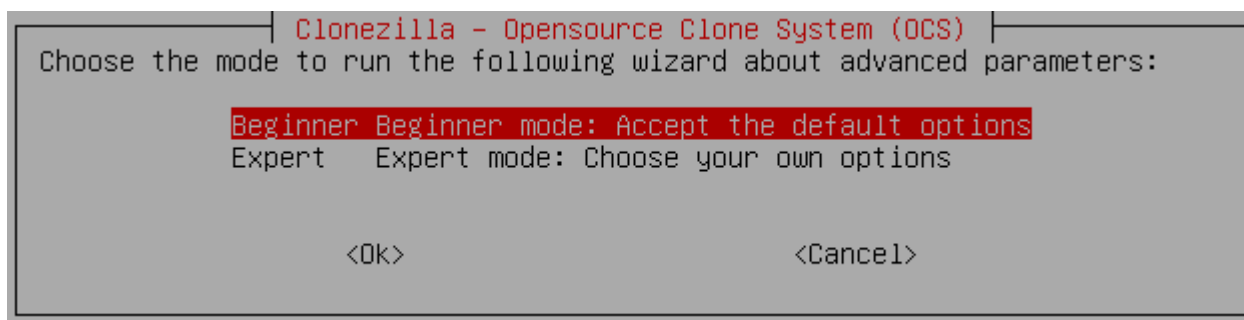 Clonezilla – Opensource Clone System (OCS)
Choose the mode to run the following wizard about advanced parameters:
Beginner Beginner mode: Accept the default options
Expert   Expert mode: Choose your own options
<Ok> <Cancel>